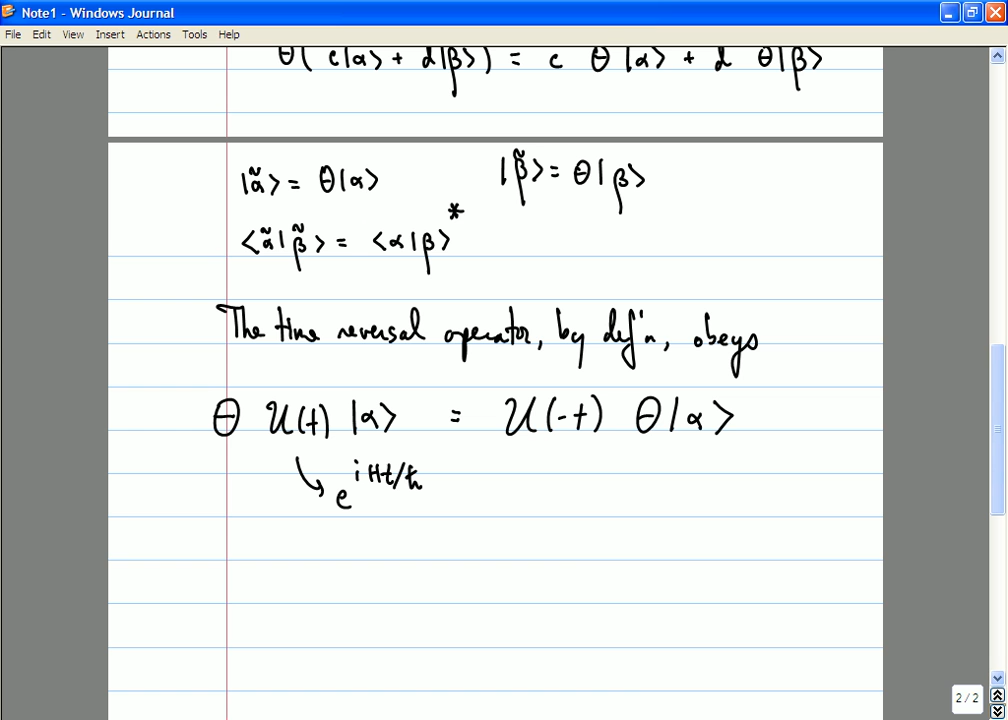 Note1 - Windows Journal
File Edit View Insert Actions Tools Help
Θ( c|α> + d|β>) = c Θ|α> + d Θ|β>
|α̃> = Θ|α> |β̃> = Θ|β>
<α̃|β̃> = <α|β>*
The time reversal operator, by def'n, obeys
Θ U(t) |α> = U(-t) Θ|α>
↳ e^{iHt/ħ}
2/2